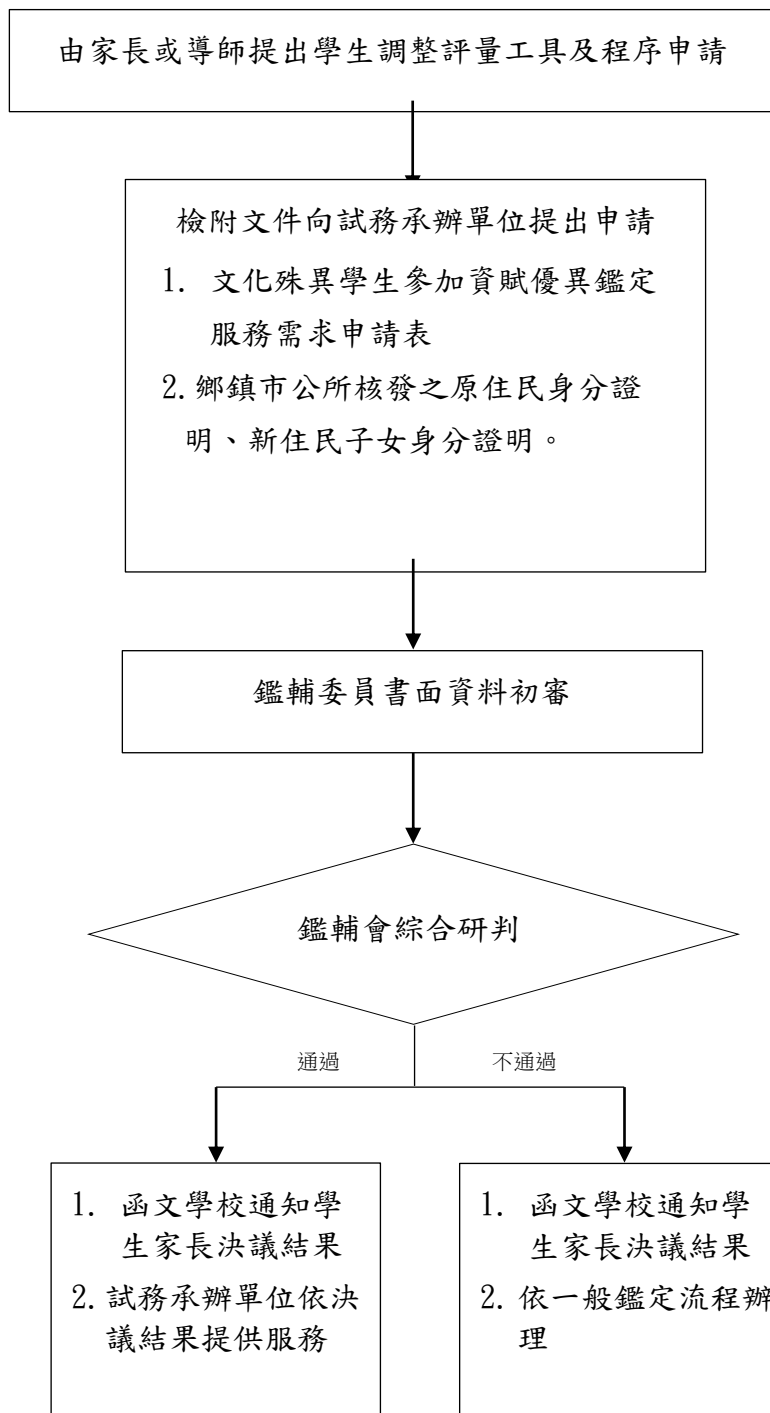 由家長或導師提出學生調整評量工具及程序申請
檢附文件向試務承辦單位提出申請
1. 文化殊異學生參加資賦優異鑑定
服務需求申請表
2. 鄉鎮市公所核發之原住民身分證
明、新住民子女身分證明。
鑑輔委員書面資料初審
鑑輔會綜合研判
通過
不通過
1. 函文學校通知學
生家長決議結果
2. 試務承辦單位依決
議結果提供服務
1. 函文學校通知學
生家長決議結果
2. 依一般鑑定流程辦
理